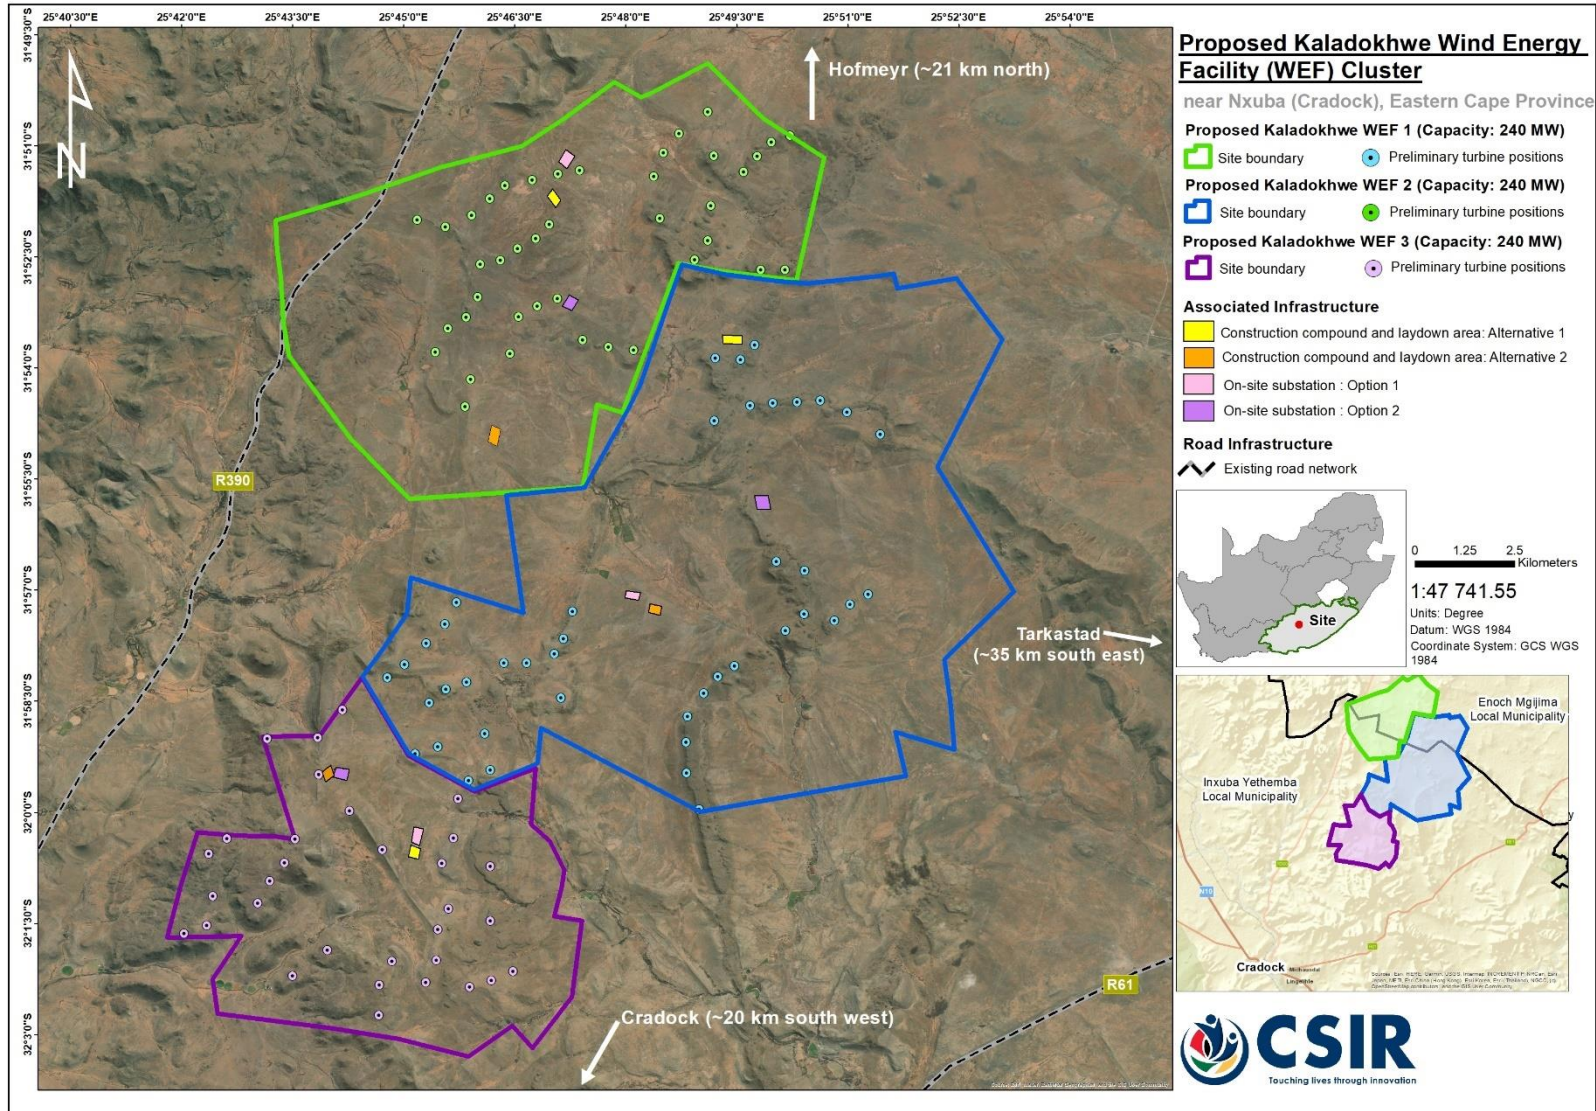 25°40'30"E 25°42'0"E 25°43'30"E 25°45'0"E 25°46'30"E 25°48'0"E 25°49'30"E 25°51'0"E 25°52'30"E 25°54'0"E
31°49'30"S
31°51'0"S
31°52'30"S
31°54'0"S
31°55'30"S
31°57'0"S
31°58'30"S
32°0'0"S
32°1'30"S
32°3'0"S
N
Hofmeyr (~21 km north)
R390
Tarkastad
(~35 km south east)
R61
Cradock (~20 km south west)
Proposed Kaladokhwe Wind Energy
Facility (WEF) Cluster
near Nxuba (Cradock), Eastern Cape Province
Proposed Kaladokhwe WEF 1 (Capacity: 240 MW)
Site boundary Preliminary turbine positions
Proposed Kaladokhwe WEF 2 (Capacity: 240 MW)
Site boundary Preliminary turbine positions
Proposed Kaladokhwe WEF 3 (Capacity: 240 MW)
Site boundary Preliminary turbine positions
Associated Infrastructure
Construction compound and laydown area: Alternative 1
Construction compound and laydown area: Alternative 2
On-site substation : Option 1
On-site substation : Option 2
Road Infrastructure
Existing road network
Site
0 1.25 2.5
Kilometers
1:47 741.55
Units: Degree
Datum: WGS 1984
Coordinate System: GCS WGS
1984
Enoch Mgijima
Local Municipality
Inxuba Yethemba
Local Municipality
y
N10
Cradock
Lingelihle
CSIR
Touching lives through innovation